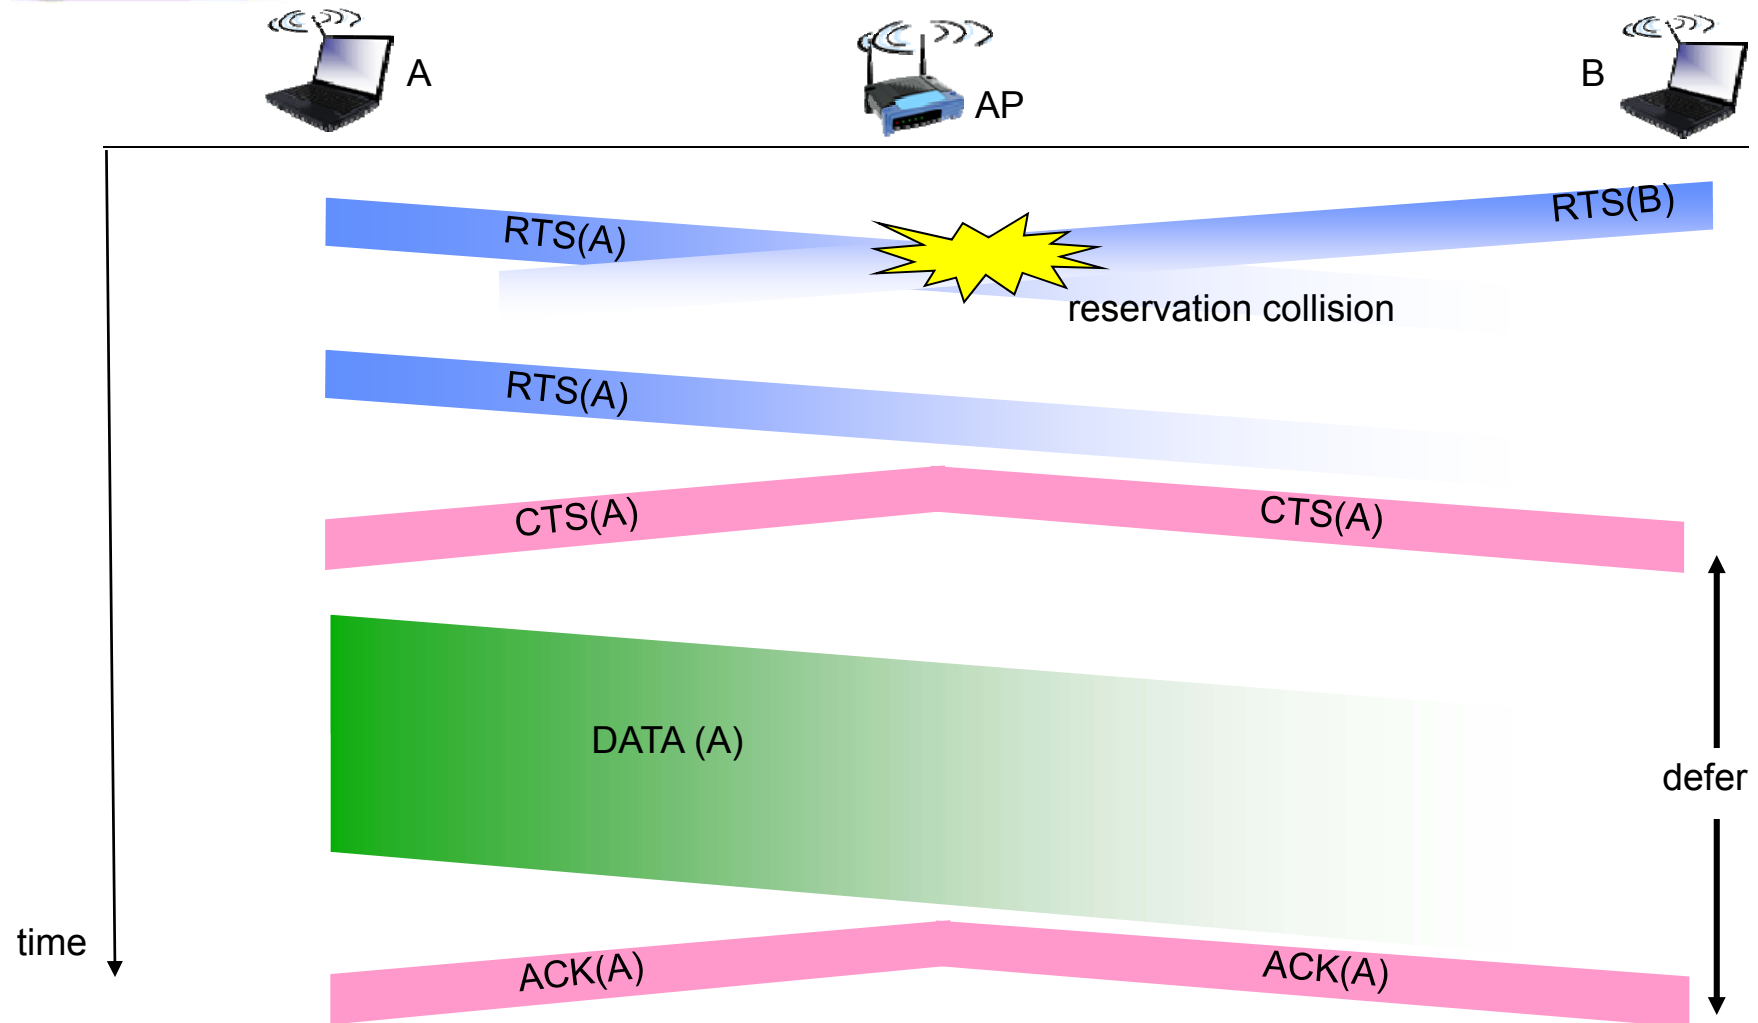 A
AP
B
RTS(A)
RTS(B)
reservation collision
RTS(A)
CTS(A)
CTS(A)
DATA (A)
defer
time
ACK(A)
ACK(A)